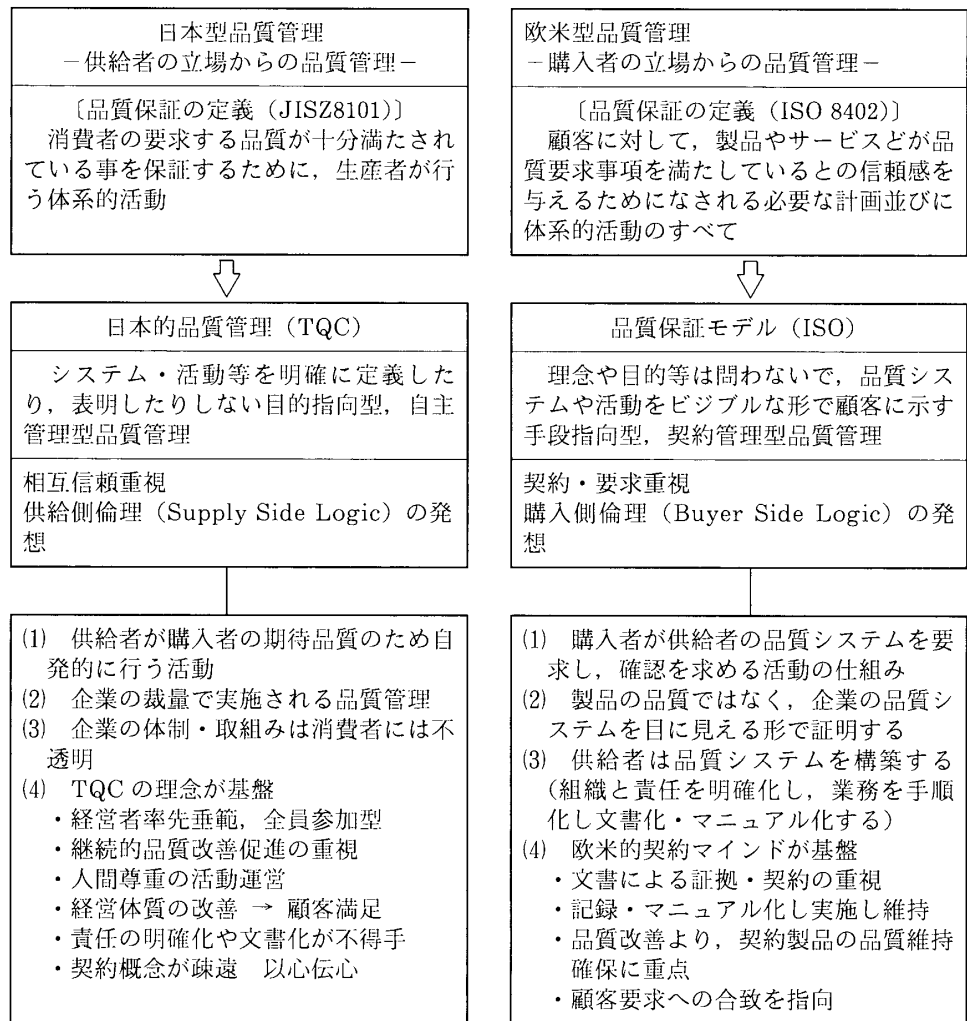 日本型品質管理
－供給者の立場からの品質管理－
〔品質保証の定義（JISZ8101）〕
消費者の要求する品質が十分満たされ
ている事を保証するために，生産者が行
う体系的活動
日本的品質管理（TQC）
システム・活動等を明確に定義した
り，表明したりしない目的指向型，自主
管理型品質管理
相互信頼重視
供給側倫理（Supply Side Logic）の発
想
⑴ 供給者が購入者の期待品質のため自
発的に行う活動
⑵ 企業の裁量で実施される品質管理
⑶ 企業の体制・取組みは消費者には不
透明
⑷ TQC の理念が基盤
・経営者率先垂範，全員参加型
・継続的品質改善促進の重視
・人間尊重の活動運営
・経営体質の改善 → 顧客満足
・責任の明確化や文書化が不得手
・契約概念が疎遠　以心伝心
欧米型品質管理
－購入者の立場からの品質管理－
〔品質保証の定義（ISO 8402）〕
顧客に対して，製品やサービスどが品
質要求事項を満たしているとの信頼感を
与えるためになされる必要な計画並びに
体系的活動のすべて
品質保証モデル（ISO）
理念や目的等は問わないで，品質シス
テムや活動をビジブルな形で顧客に示す
手段指向型，契約管理型品質管理
契約・要求重視
購入側倫理（Buyer Side Logic）の発
想
⑴ 購入者が供給者の品質システムを要
求し，確認を求める活動の仕組み
⑵ 製品の品質ではなく，企業の品質シ
ステムを目に見える形で証明する
⑶ 供給者は品質システムを構築する
（組織と責任を明確化し，業務を手順
化し文書化・マニュアル化する）
⑷ 欧米的契約マインドが基盤
・文書による証拠・契約の重視
・記録・マニュアル化し実施し維持
・品質改善より，契約製品の品質維持
確保に重点
・顧客要求への合致を指向